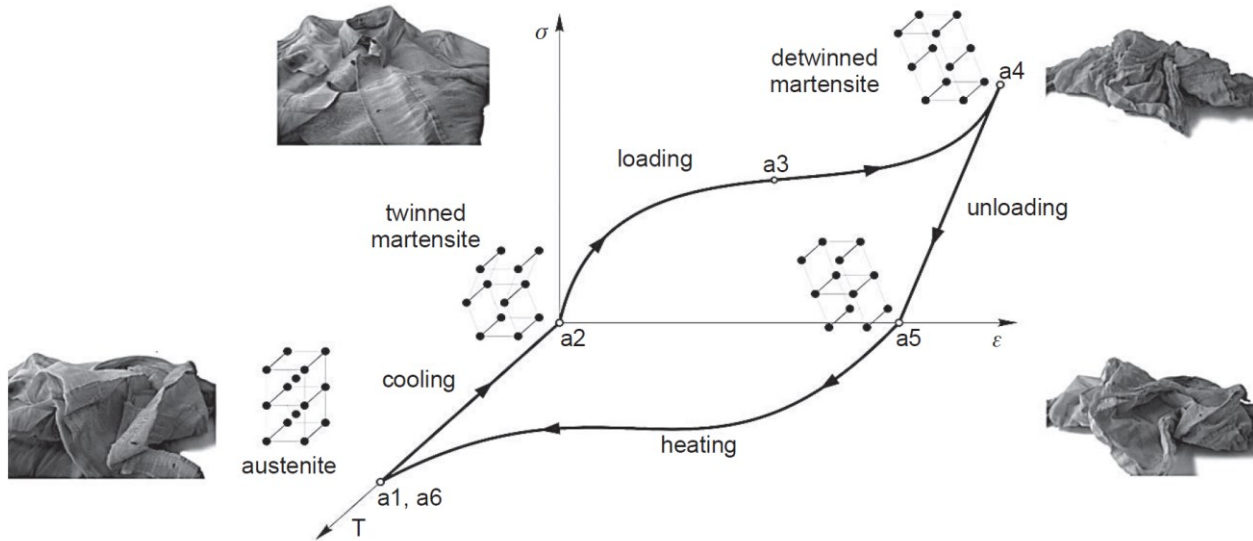 σ
detwinned
martensite
a4
loading
a3
unloading
twinned
martensite
a2
a5
ε
cooling
heating
austenite
a1, a6
T